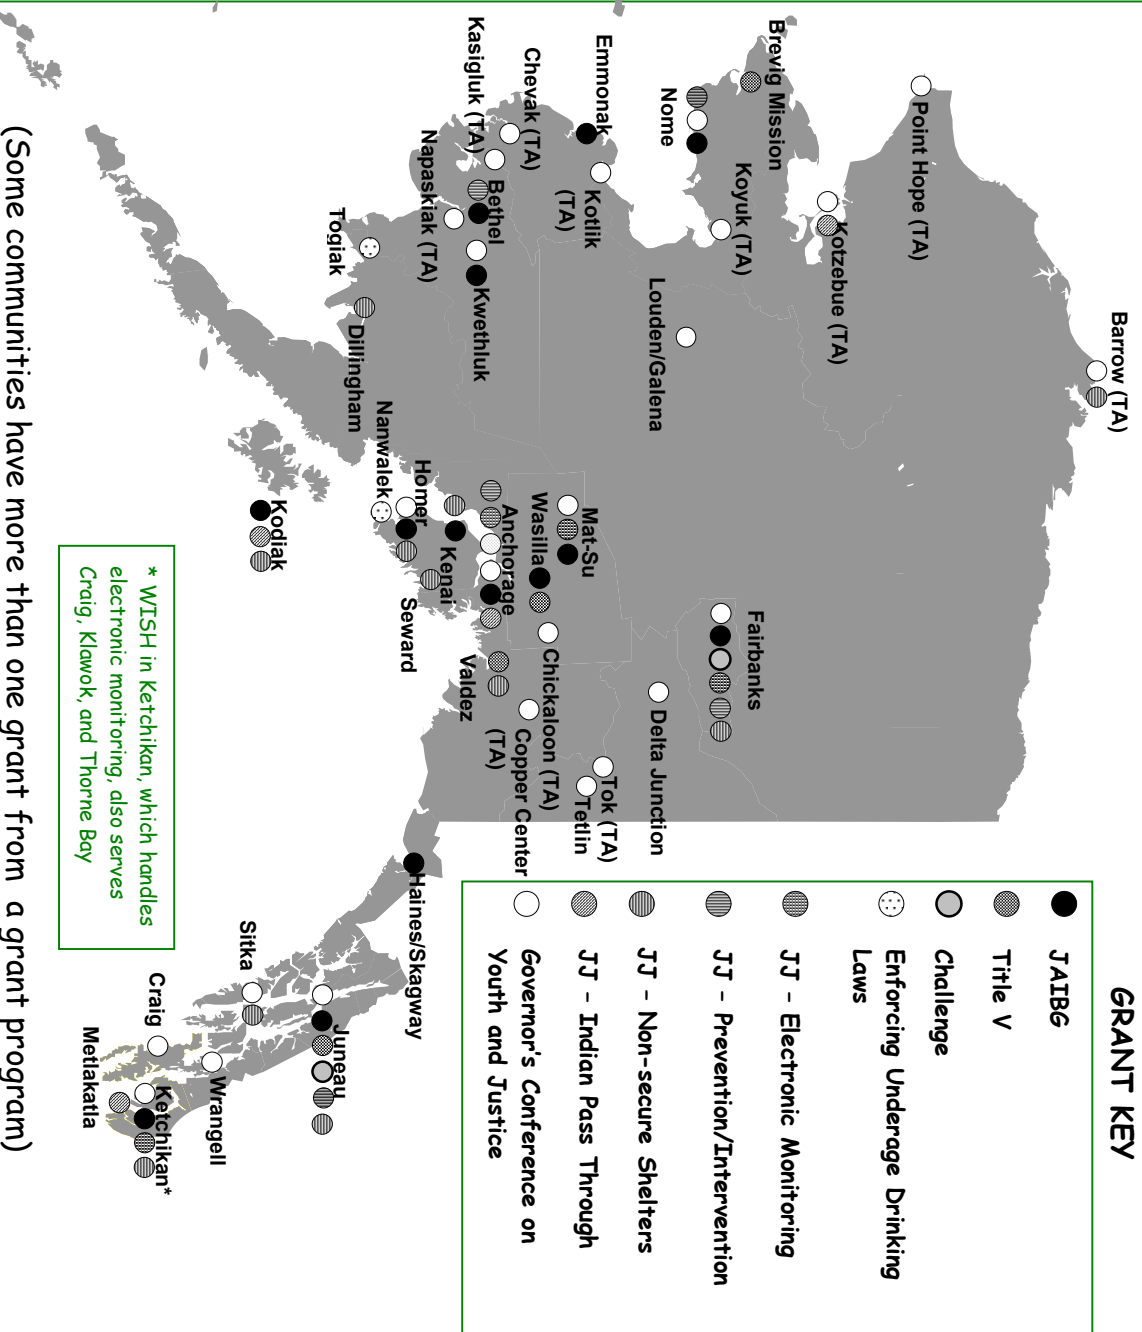 Barrow (TA)
Point Hope (TA)
Kotzebue (TA)
Brevig Mission
Koyuk (TA)
Nome
Louden/Galena
Emmonak
Kotlik
(TA)
Chevak (TA)
Kasigluk (TA)
Bethel
Napaskiak (TA)
Kwethluk
Togiak
Dillingham
Nanwalek
Homer
Kenai
Seward
Kodiak
Anchorage
Wasilla
Mat-Su
Fairbanks
Delta Junction
Chickaloon (TA)
Valdez
Copper Center
(TA)
Tok (TA)
Tetlin
Haines/Skagway
Juneau
Sitka
Craig
Wrangell
Ketchikan*
Metlakatla
GRANT KEY
JAIBG
Title V
Challenge
Enforcing Underage Drinking
Laws
JJ - Electronic Monitoring
JJ - Prevention/Intervention
JJ - Non-secure Shelters
JJ - Indian Pass Through
Governor's Conference on
Youth and Justice
* WISH in Ketchikan, which handles
electronic monitoring, also serves
Craig, Klawok, and Thorne Bay
(Some communities have more than one grant from a grant program)